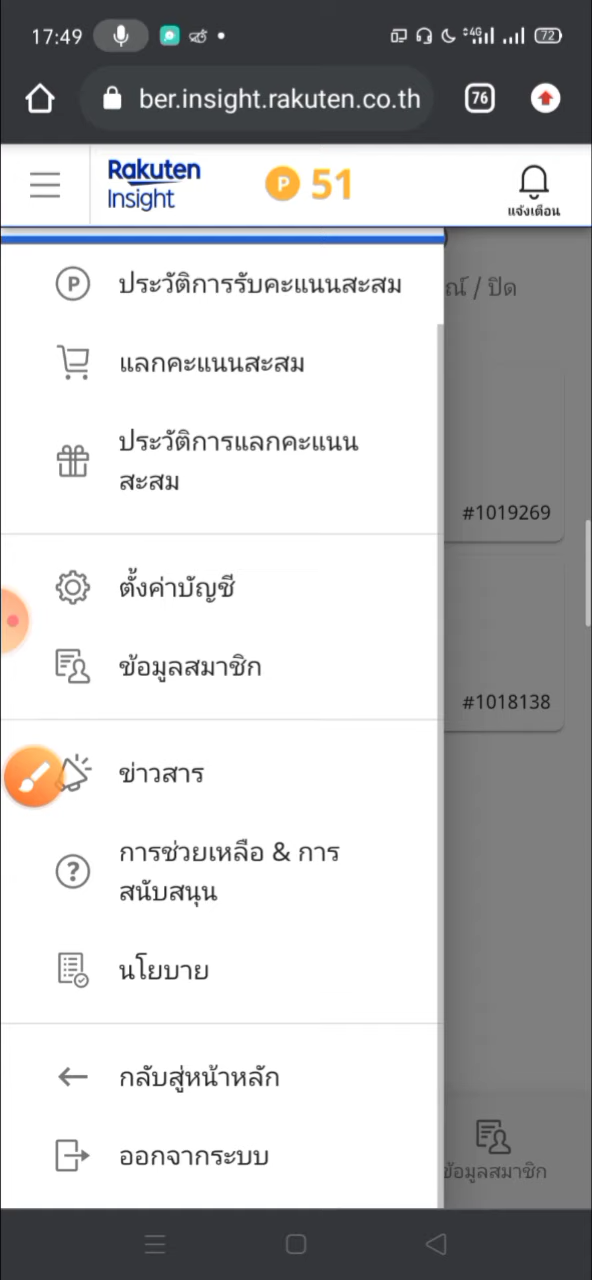 17:49
4G
72
ber.insight.rakuten.co.th
76
Rakuten
Insight
P 51
แจ้งเตือน
P ประวัติการรับคะแนนสะสม
ณ์ / ปิด
แลกคะแนนสะสม
ประวัติการแลกคะแนน
สะสม
#1019269
ตั้งค่าบัญชี
ข้อมูลสมาชิก
#1018138
ข่าวสาร
การช่วยเหลือ & การ
สนับสนุน
นโยบาย
กลับสู่หน้าหลัก
ออกจากระบบ
ข้อมูลสมาชิก